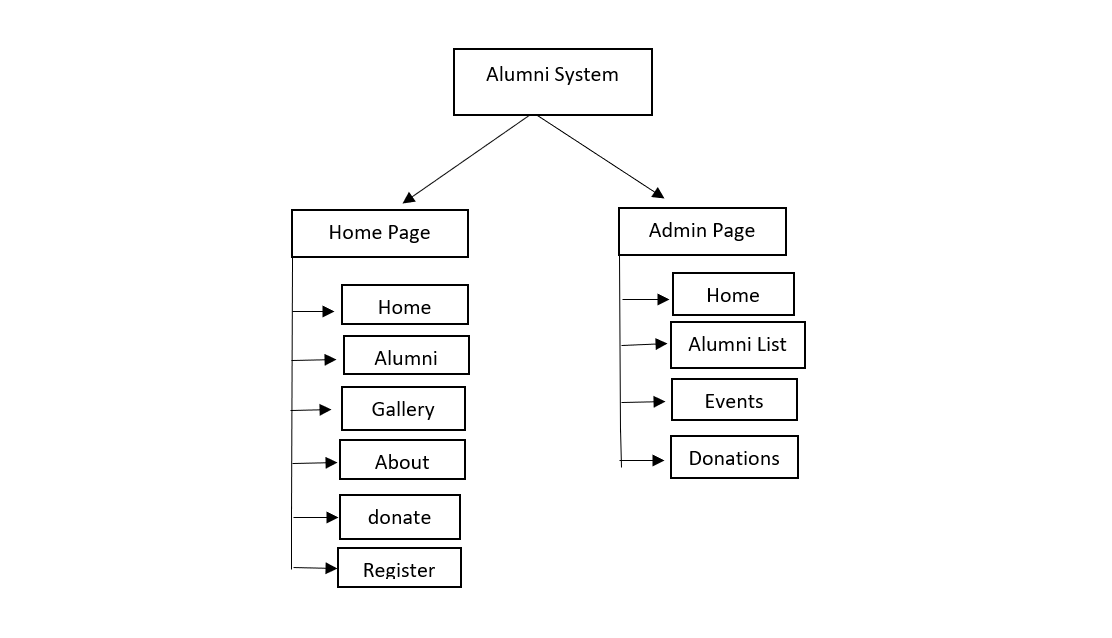 Alumni System
Home Page
Home
Alumni
Gallery
About
donate
Register
Admin Page
Home
Alumni List
Events
Donations